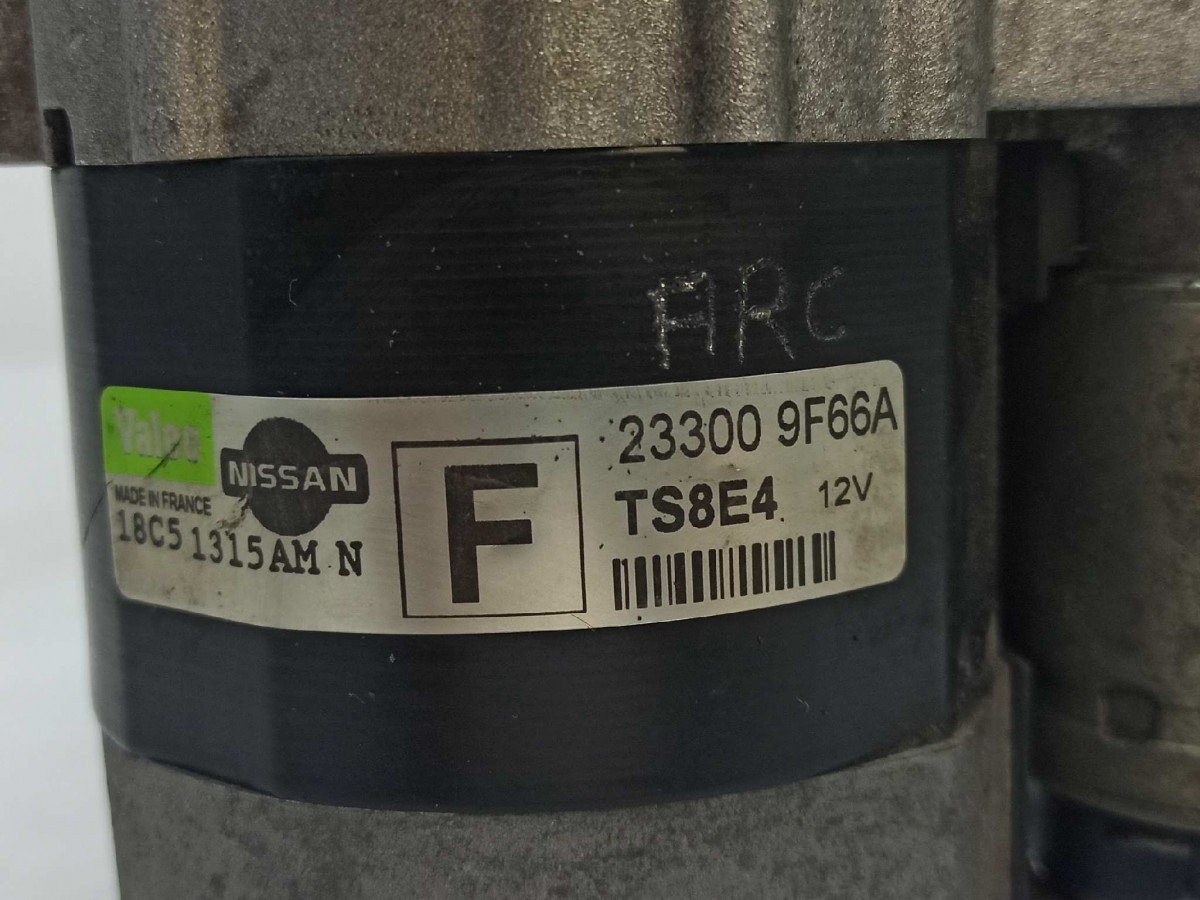 ARC
Valeo
NISSAN
MADE IN FRANCE
18C5 1315AM N
F
23300 9F66A
TS8E4 12V